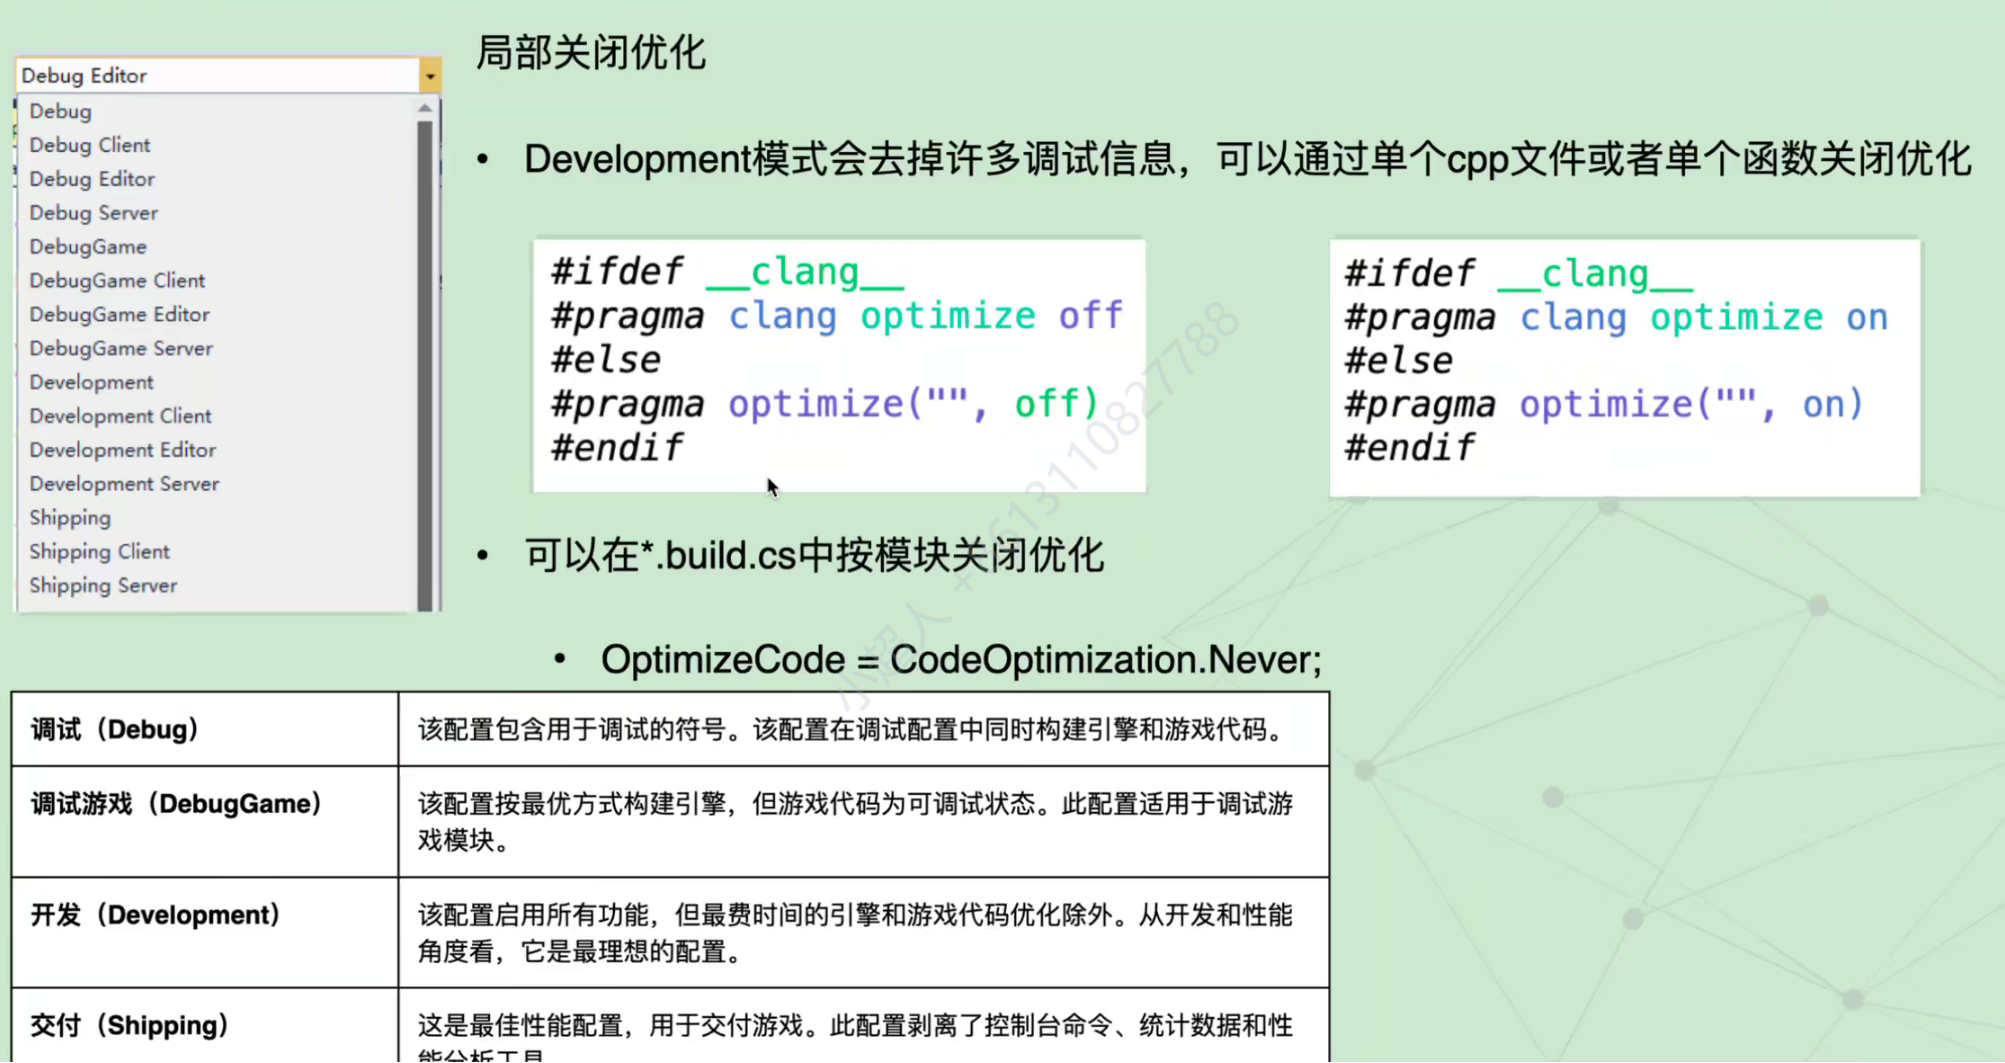 局部关闭优化
Debug Editor
Debug
Debug Client
Debug Editor
Debug Server
DebugGame
DebugGame Client
DebugGame Editor
DebugGame Server
Development
Development Client
Development Editor
Development Server
Shipping
Shipping Client
Shipping Server
• Development模式会去掉许多调试信息，可以通过单个cpp文件或者单个函数关闭优化
#ifdef __clang__
#pragma clang optimize off
#else
#pragma optimize("", off)
#endif
#ifdef __clang__
#pragma clang optimize on
#else
#pragma optimize("", on)
#endif
• 可以在*.build.cs中按模块关闭优化
• OptimizeCode = CodeOptimization.Never;
调试（Debug）
该配置包含用于调试的符号。该配置在调试配置中同时构建引擎和游戏代码。
调试游戏（DebugGame）
该配置按最优方式构建引擎，但游戏代码为可调试状态。此配置适用于调试游
戏模块。
开发（Development）
该配置启用所有功能，但最费时间的引擎和游戏代码优化除外。从开发和性能
角度看，它是最理想的配置。
交付（Shipping）
这是最佳性能配置，用于交付游戏。此配置剥离了控制台命令、统计数据和性
能分析工具